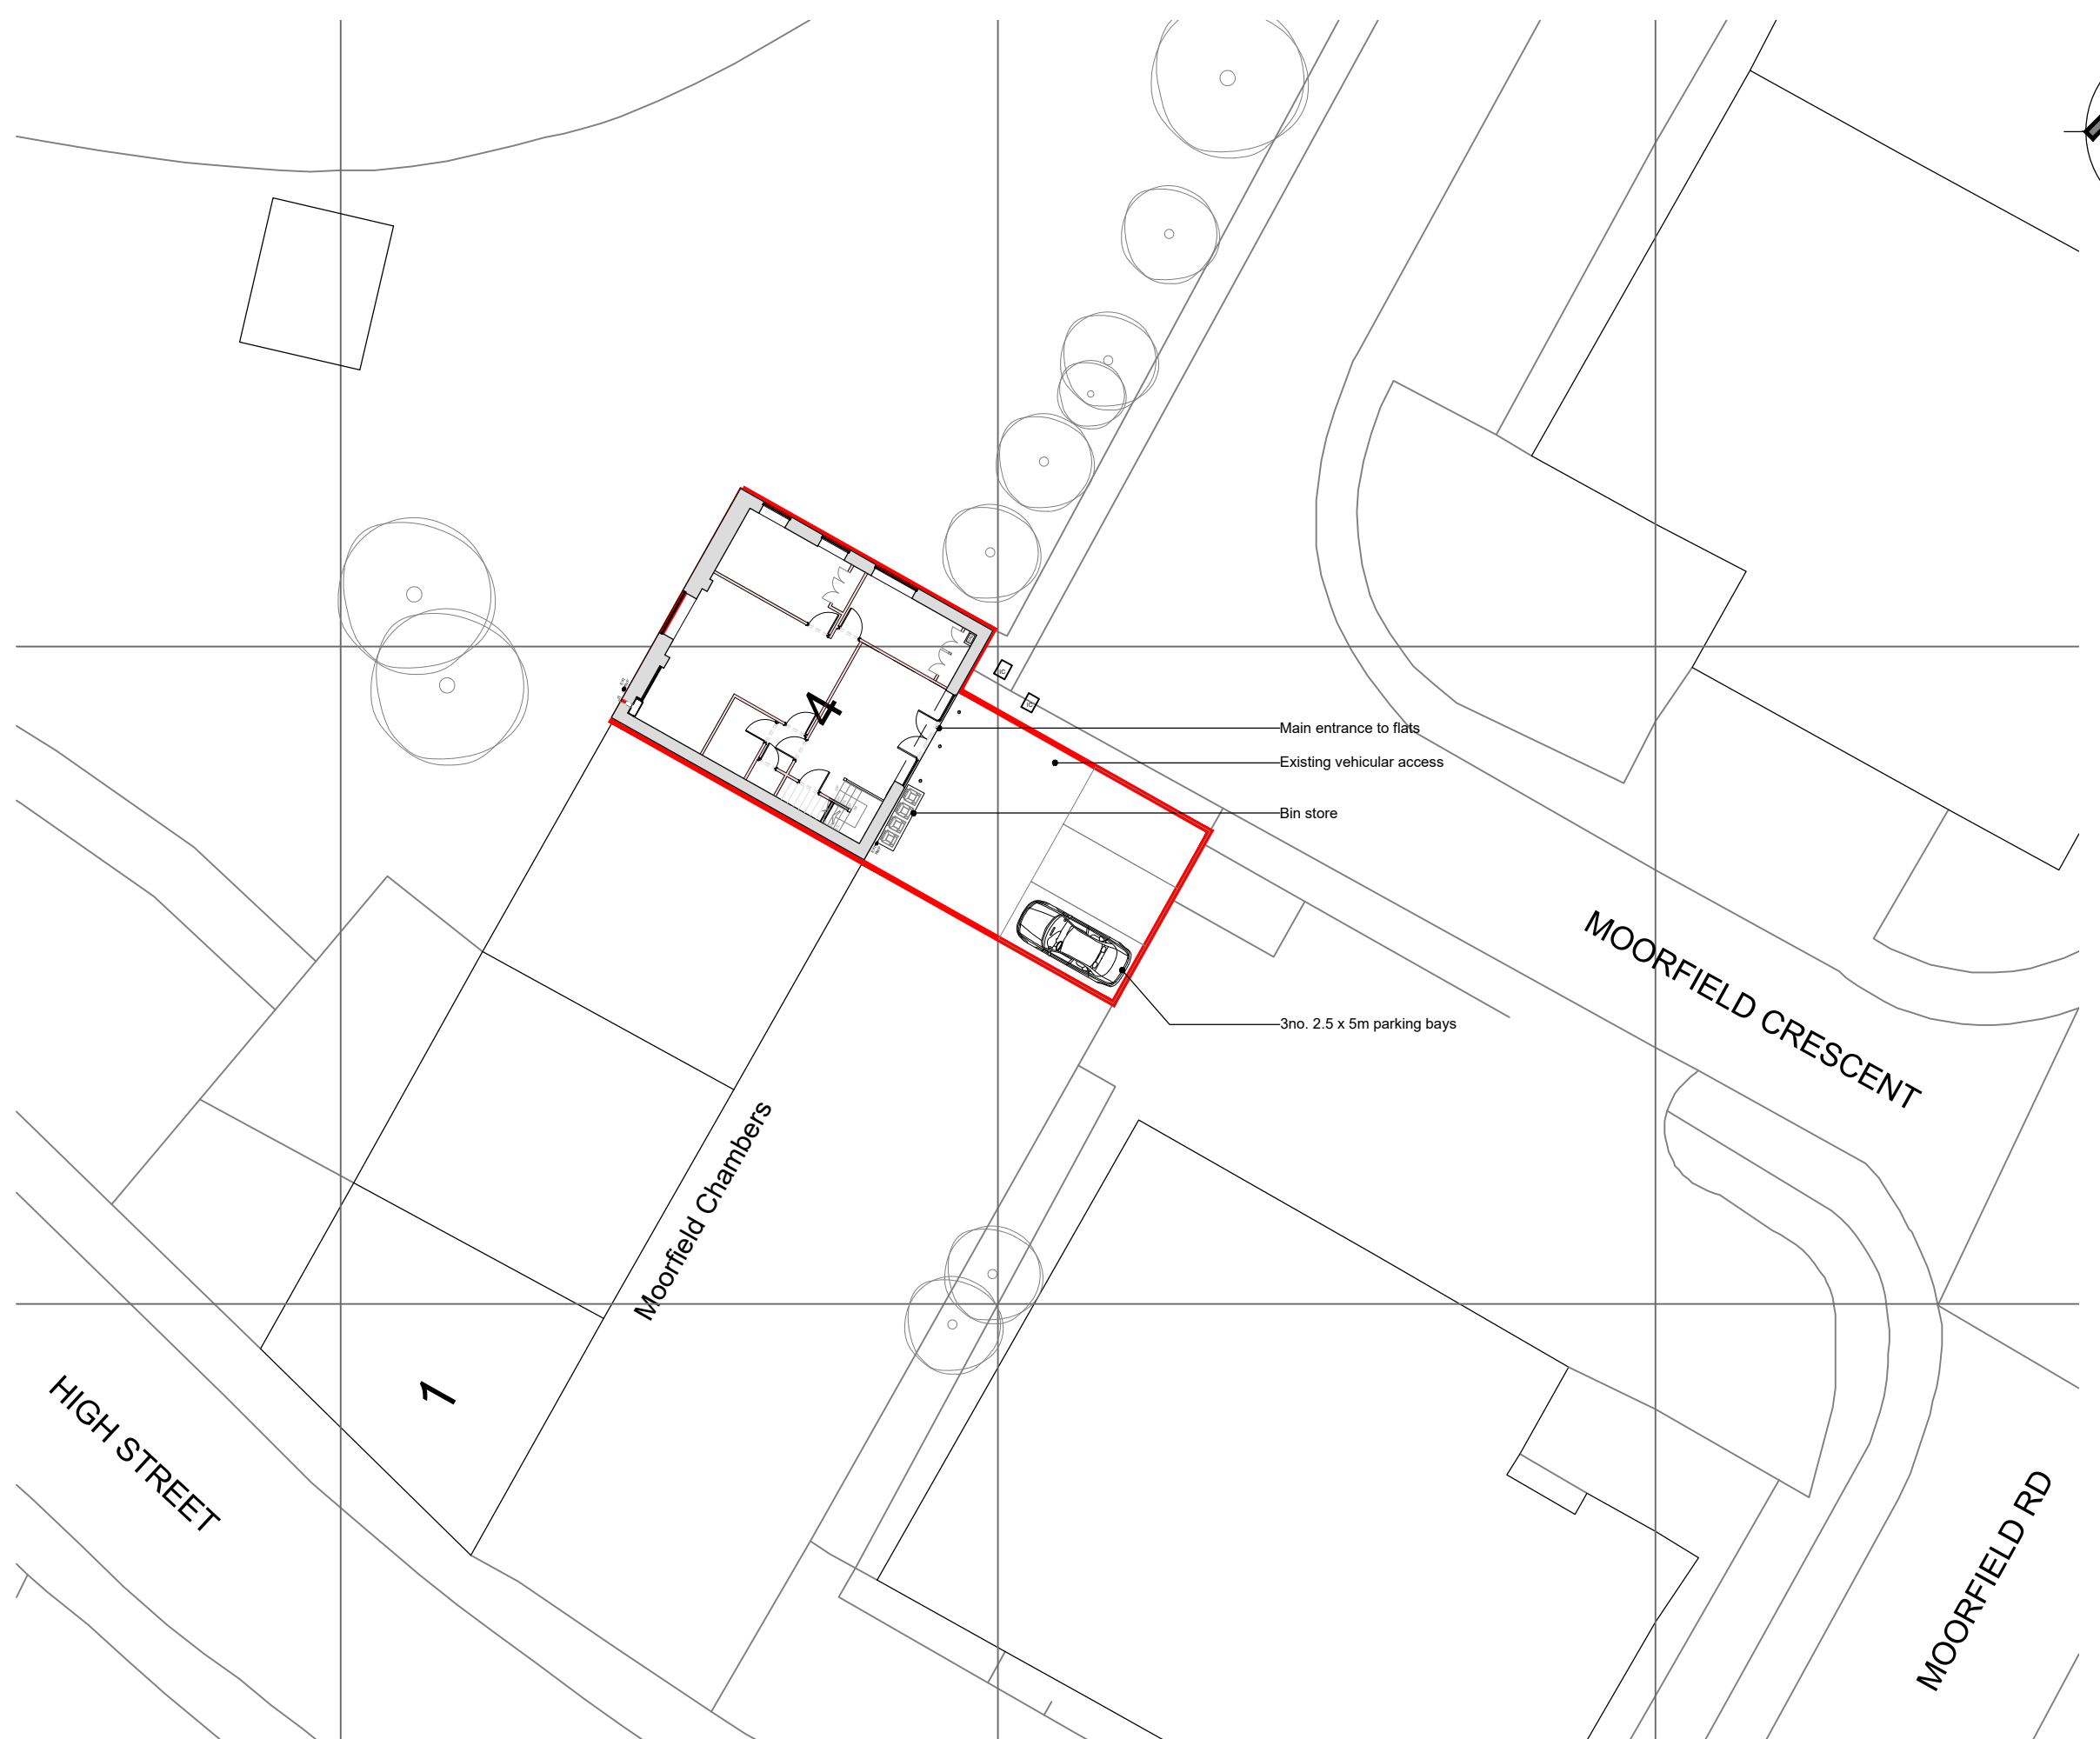 4
Main entrance to flats
Existing vehicular access
Bin store
3no. 2.5 x 5m parking bays
MOORFIELD CRESCENT
Moorfield Chambers
1
HIGH STREET
MOORFIELD RD